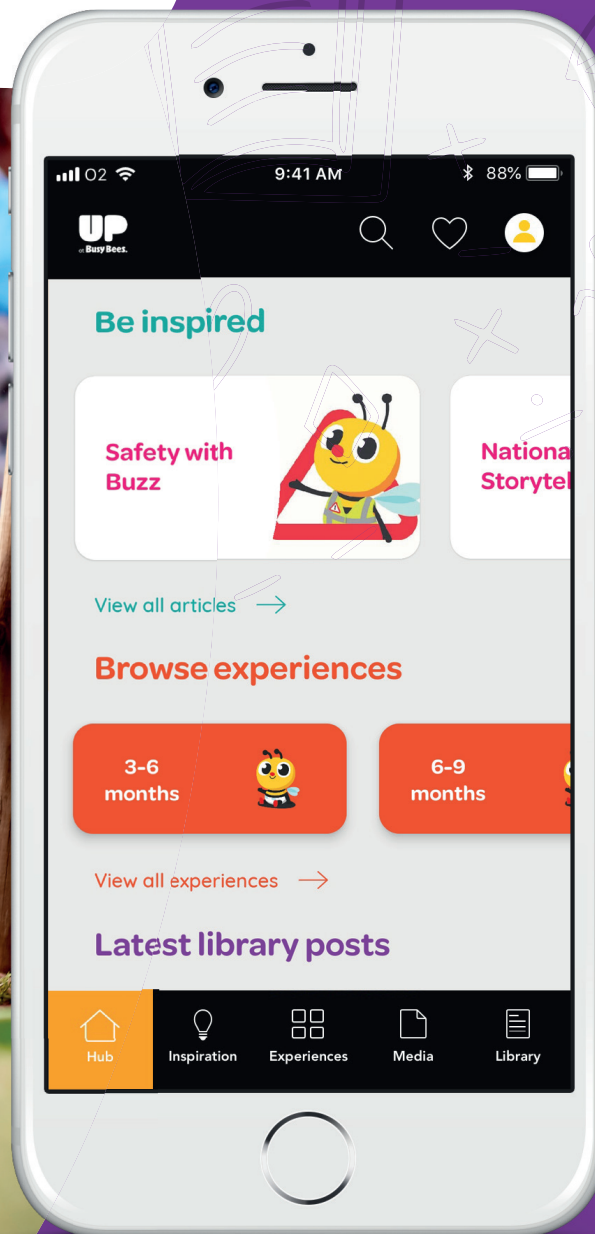 O2
9:41 AM
88%
UP
at Busy Bees.
Be inspired
Safety with
Buzz
Nationa
Storytel
View all articles
Browse experiences
3-6
months
6-9
months
View all experiences
Latest library posts
Hub
Inspiration
Experiences
Media
Library